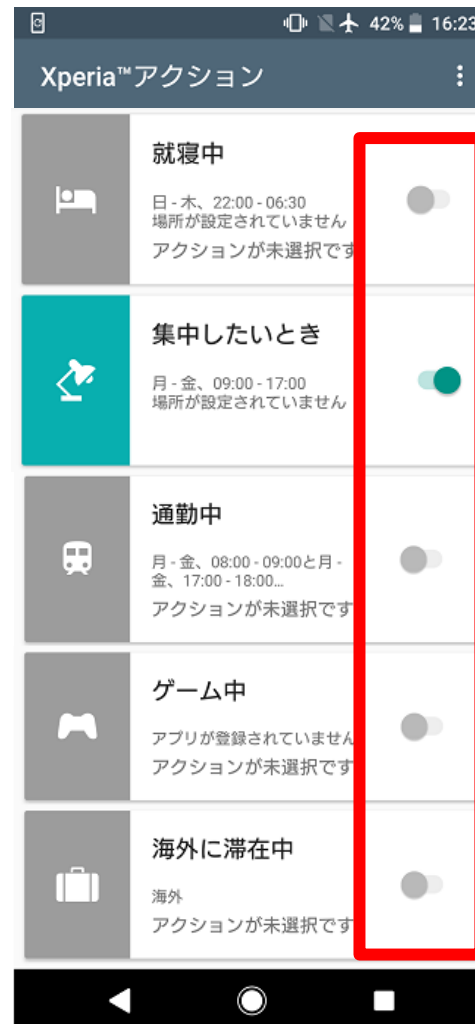 42% 16:23
Xperia™アクション
就寝中
日-木、22:00 - 06:30
場所が設定されていません
アクションが未選択です
集中したいとき
月-金、09:00 - 17:00
場所が設定されていません
通勤中
月-金、08:00 - 09:00と月-
金、17:00 - 18:00...
アクションが未選択です
ゲーム中
アプリが登録されていません
アクションが未選択です
海外に滞在中
海外
アクションが未選択です